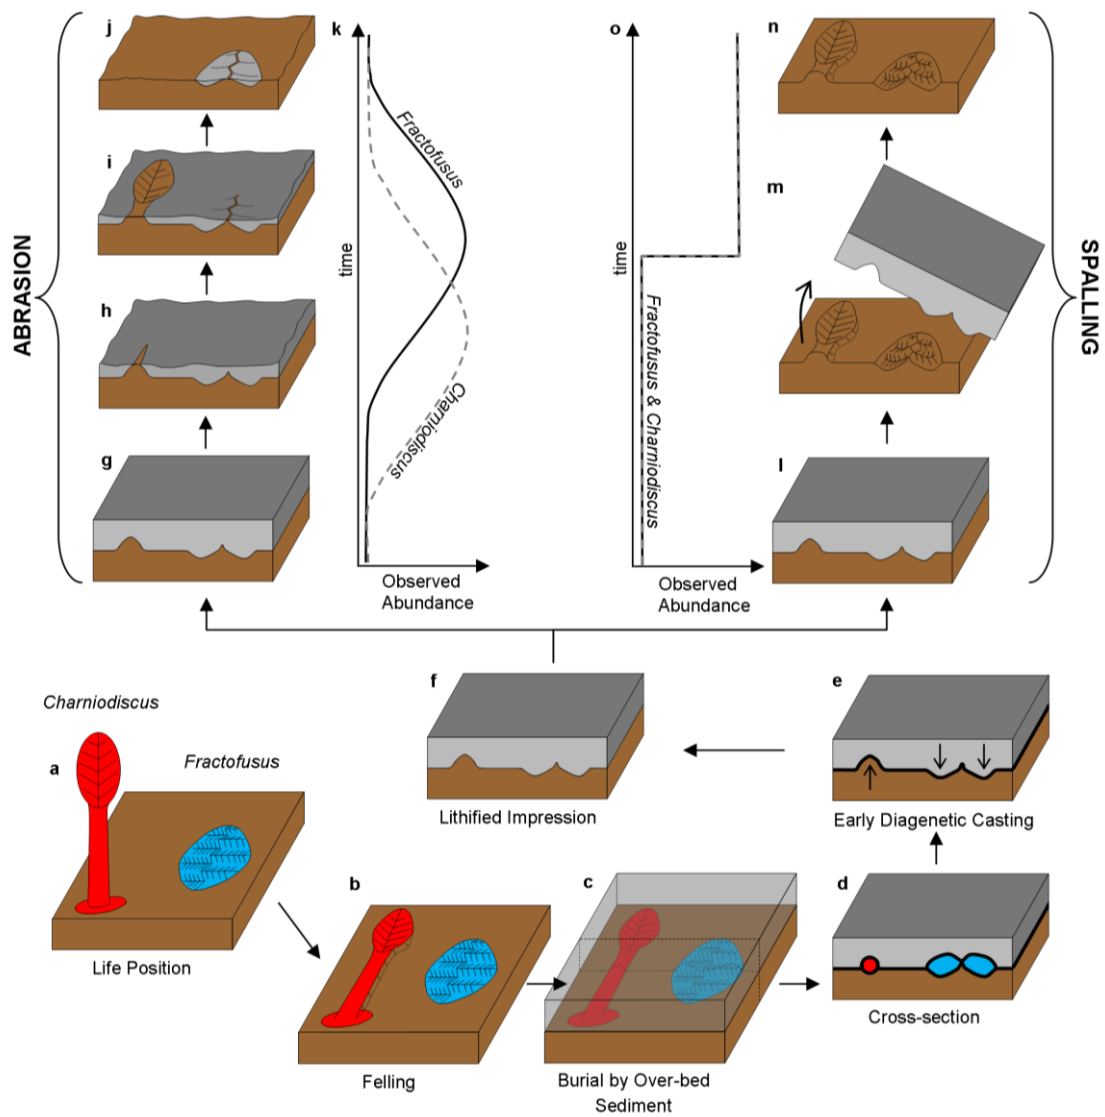 j
k
o
n
Fractofusus
i
m
ABRASION
time
time
SPALLING
h
Fractofusus & Charniodiscus
Charniodiscus
g
l
Observed
Abundance
Observed
Abundance
f
e
Charniodiscus
Fractofusus
a
Lithified Impression
Early Diagenetic Casting
b
c
d
Life Position
Cross-section
Felling
Burial by Over-bed
Sediment